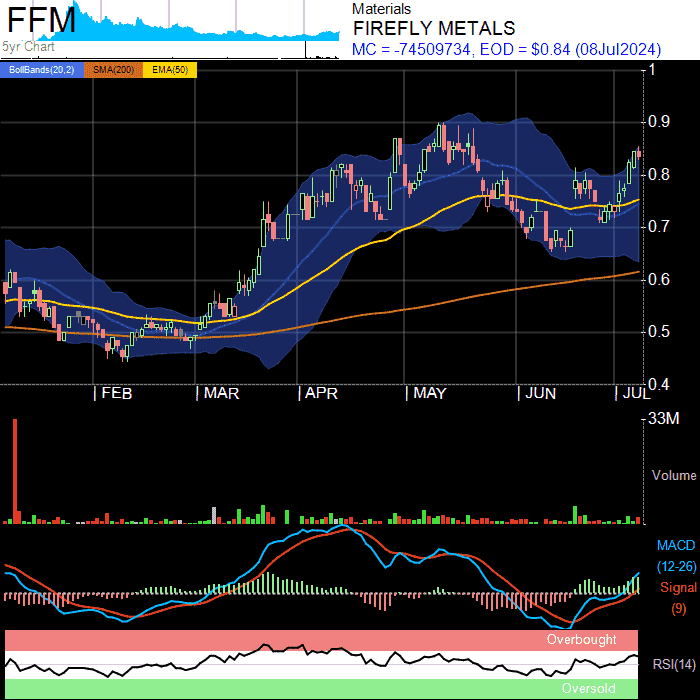 FFM
5yr Chart
Materials
FIREFLY METALS
MC = -74509734, EOD = $0.84 (08Jul2024)
BollBands(20,2) SMA(200) EMA(50)
1
0.9
0.8
0.7
0.6
0.5
0.4
FEB MAR APR MAY JUN JUL
33M
Volume
MACD
(12-26)
Signal
(9)
Overbought
RSI(14)
Oversold